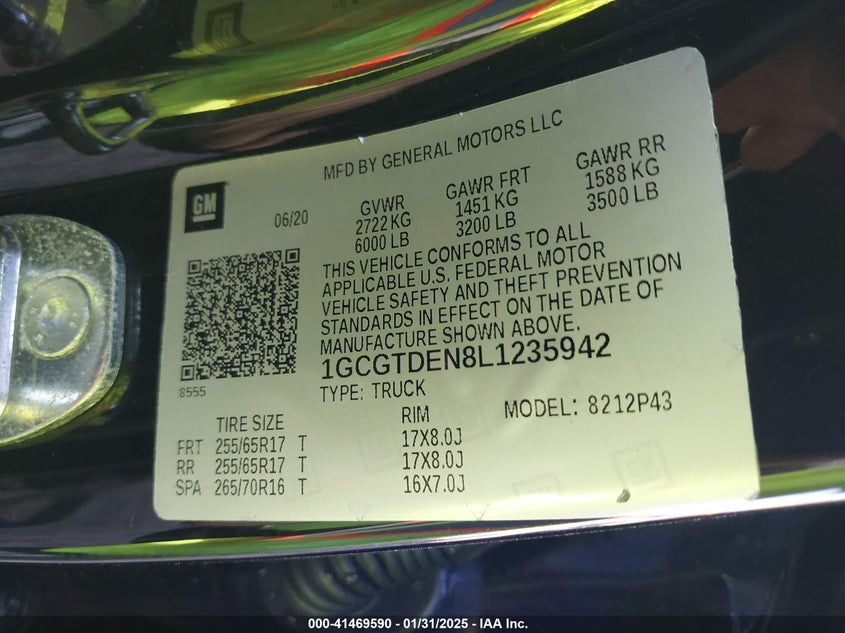 MFD BY GENERAL MOTORS LLC
GM
06/20
GVWR GAWR FRT GAWR RR
2722 KG 1451 KG 1588 KG
6000 LB 3200 LB 3500 LB
THIS VEHICLE CONFORMS TO ALL
APPLICABLE U.S. FEDERAL MOTOR
VEHICLE SAFETY AND THEFT PREVENTION
STANDARDS IN EFFECT ON THE DATE OF
MANUFACTURE SHOWN ABOVE.
1GCGTDEN8L1235942
8555
TYPE: TRUCK
MODEL: 8212P43
TIRE SIZE RIM
FRT 255/65R17 T 17X8.0J
RR 255/65R17 T 17X8.0J
SPA 265/70R16 T 16X7.0J
000-41469590 - 01/31/2025 - IAA Inc.